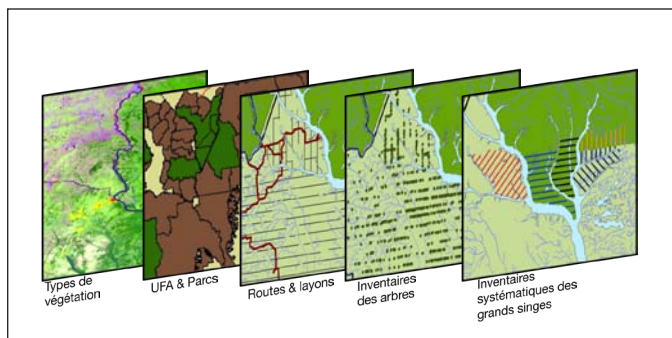 Types de
végétation
UFA & Parcs
Routes & layons
Inventaires
des arbres
Inventaires
systématiques des
grands singes